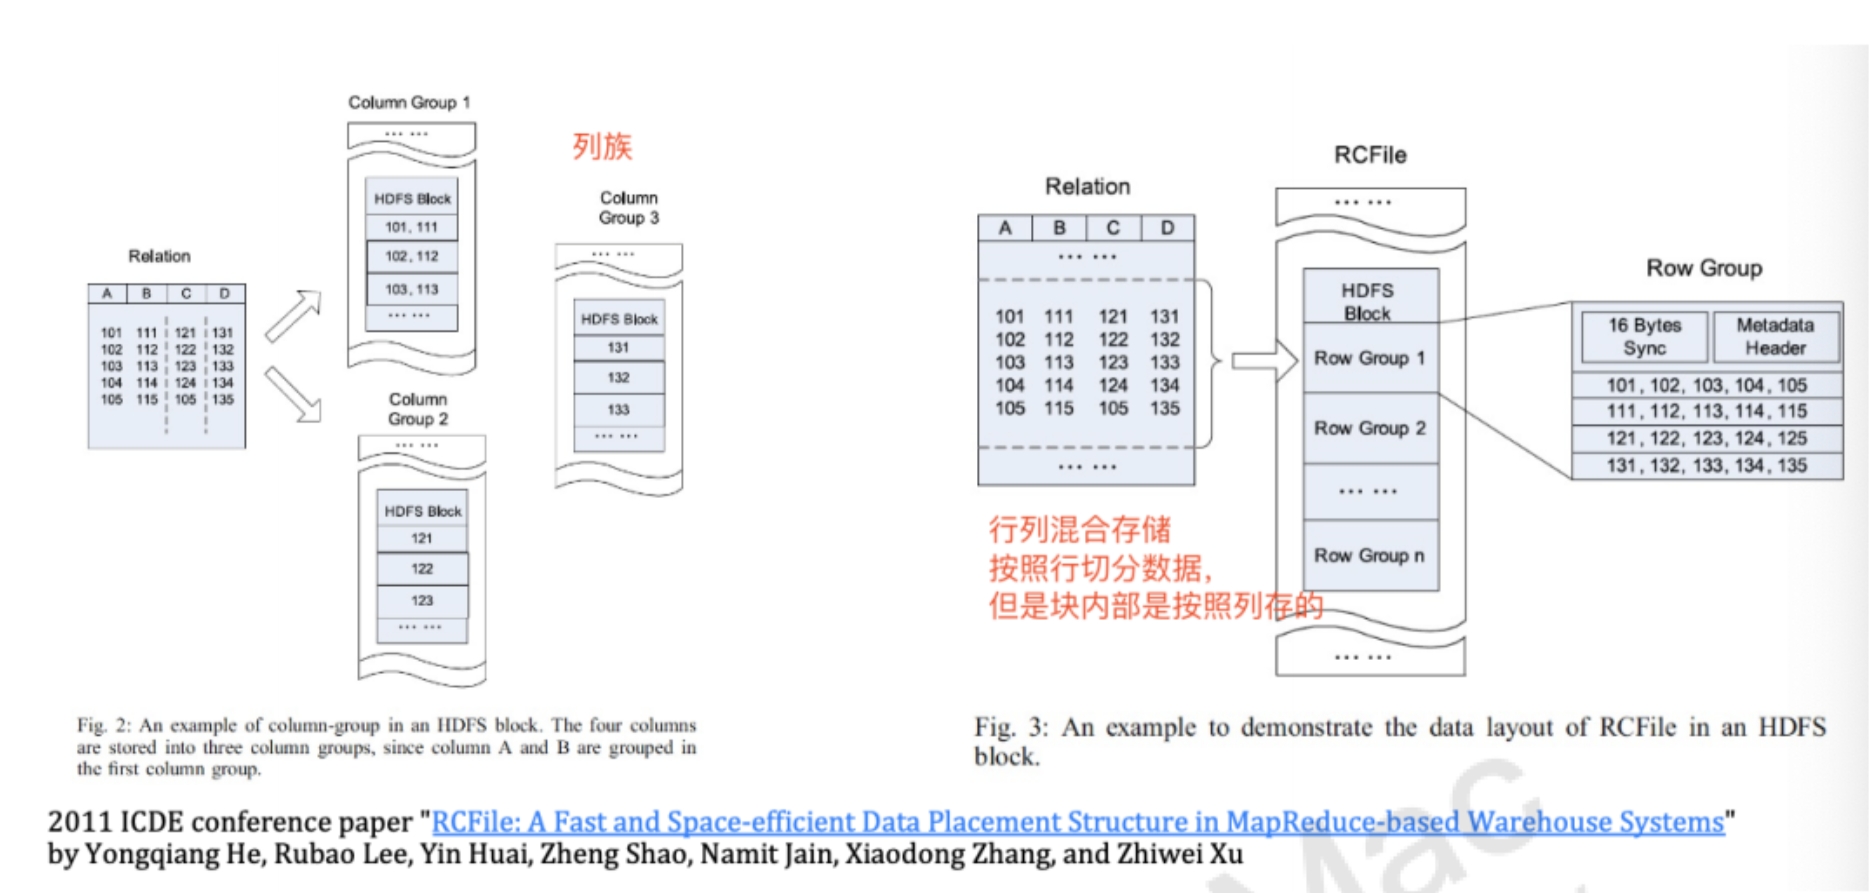 Column Group 1
... ...
HDFS Block
101, 111
102, 112
103, 113
... ...
列族
Column
Group 3
... ...
HDFS Block
131
132
133
... ...
Relation
A B C D
101 111 121 131
102 112 122 132
103 113 123 133
104 114 124 134
105 115 105 135
Column
Group 2
... ...
HDFS Block
121
122
123
... ...
Fig. 2: An example of column-group in an HDFS block. The four columns
are stored into three column groups, since column A and B are grouped in
the first column group.
Relation
A B C D
... ...
101 111 121 131
102 112 122 132
103 113 123 133
104 114 124 134
105 115 105 135
... ...
行列混合存储
按照行切分数据，
但是块内部是按照列存的
RCFile
... ...
HDFS
Block
Row Group 1
Row Group 2
... ...
Row Group n
... ...
Row Group
16 Bytes
Sync
Metadada
Header
101, 102, 103, 104, 105
111, 112, 113, 114, 115
121, 122, 123, 124, 125
131, 132, 133, 134, 135
Fig. 3: An example to demonstrate the data layout of RCFile in an HDFS
block.
2011 ICDE conference paper "RCFile: A Fast and Space-efficient Data Placement Structure in MapReduce-based Warehouse Systems"
by Yongqiang He, Rubao Lee, Yin Huai, Zheng Shao, Namit Jain, Xiaodong Zhang, and Zhiwei Xu
Mac